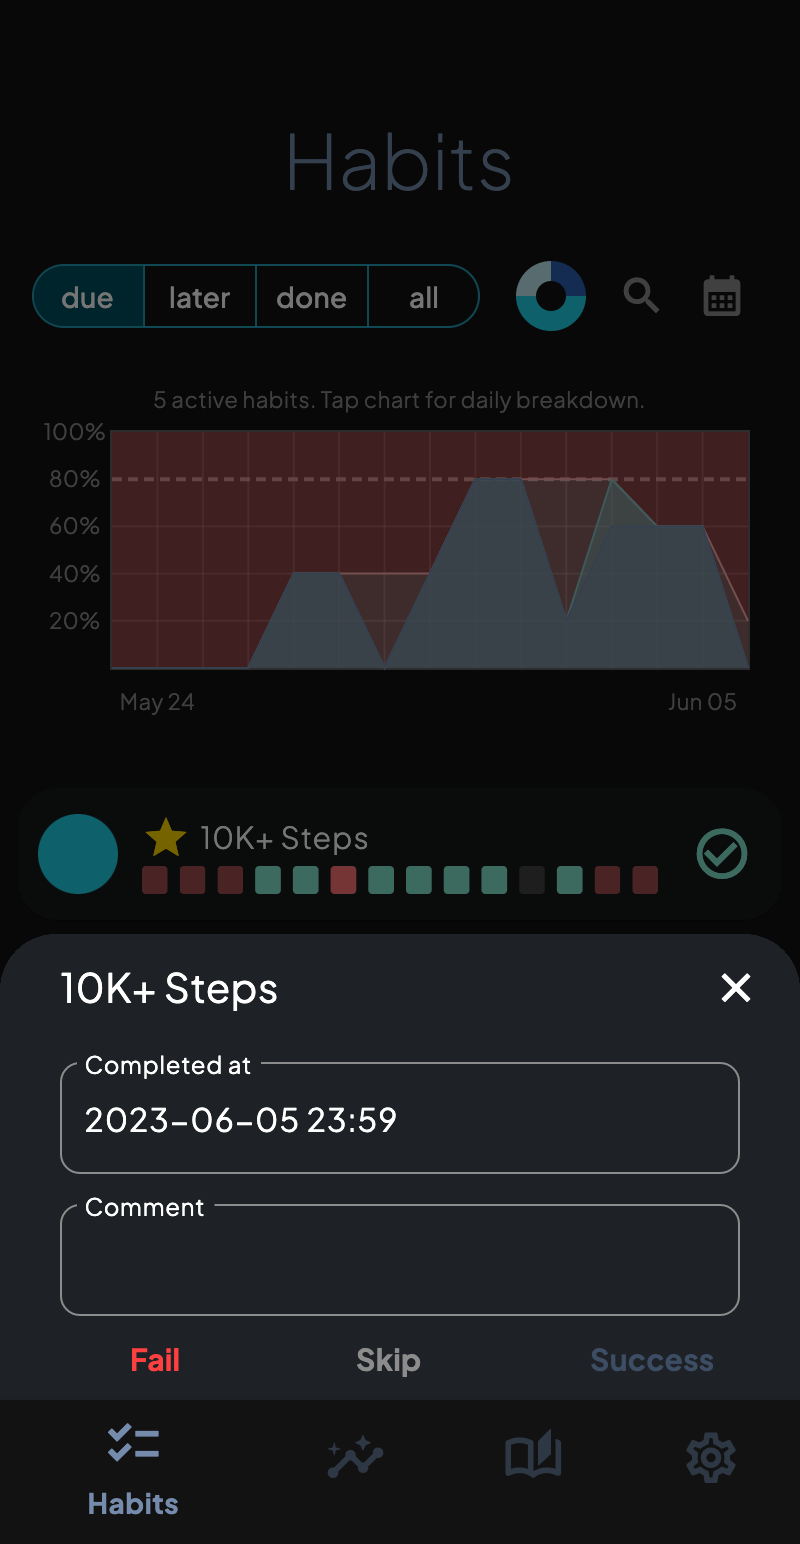 Habits
due later done all
5 active habits. Tap chart for daily breakdown.
100%
80%
60%
40%
20%
May 24 Jun 05
10K+ Steps
10K+ Steps
Completed at
2023-06-05 23:59
Comment
Fail Skip Success
Habits